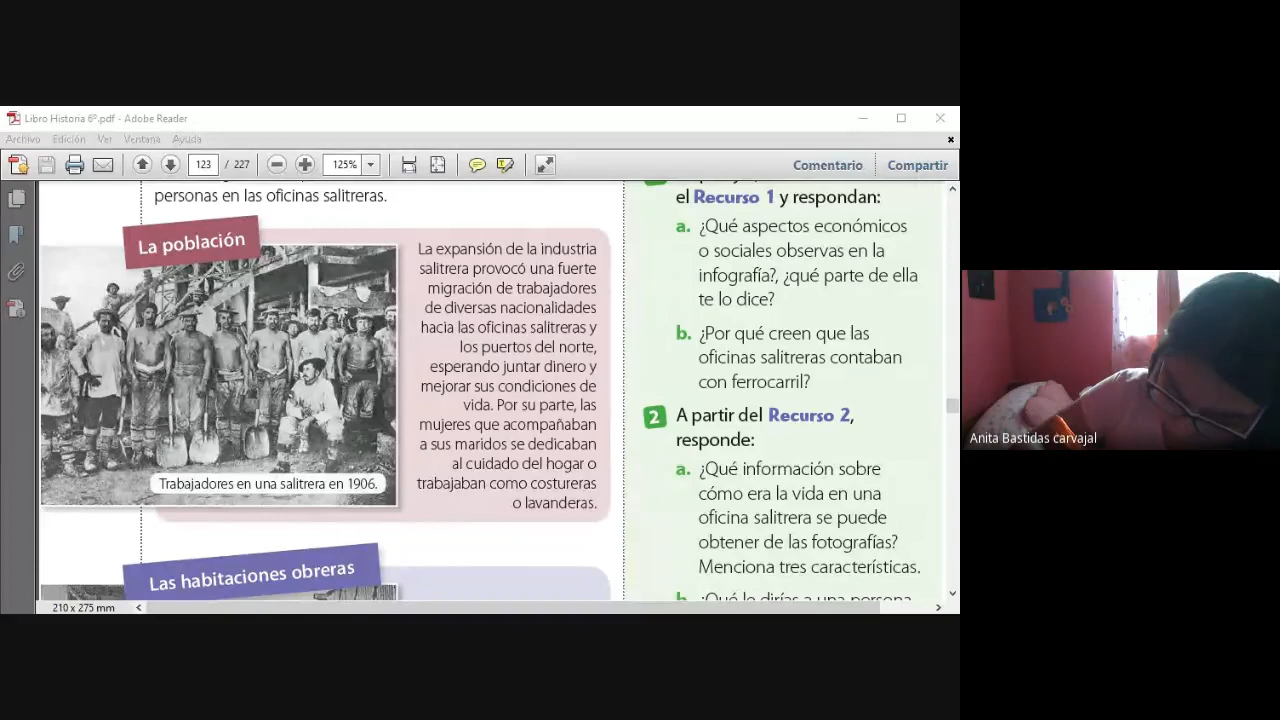 Libro Historia 6º.pdf - Adobe Reader
Archivo Edición Ver Ventana Ayuda
123 / 227 125% Comentario Compartir
personas en las oficinas salitreras.
La población
La expansión de la industria
salitrera provocó una fuerte
migración de trabajadores
de diversas nacionalidades
hacia las oficinas salitreras y
los puertos del norte,
esperando juntar dinero y
mejorar sus condiciones de
vida. Por su parte, las
mujeres que acompañaban
a sus maridos se dedicaban
al cuidado del hogar o
trabajaban como costureras
o lavanderas.
Trabajadores en una salitrera en 1906.
Las habitaciones obreras
el Recurso 1 y respondan:
a. ¿Qué aspectos económicos
o sociales observas en la
infografía?, ¿qué parte de ella
te lo dice?
b. ¿Por qué creen que las
oficinas salitreras contaban
con ferrocarril?
2 A partir del Recurso 2,
responde:
a. ¿Qué información sobre
cómo era la vida en una
oficina salitrera se puede
obtener de las fotografías?
Menciona tres características.
b. ¿Qué le dirías a una persona
210 x 275 mm
Anita Bastidas carvajal